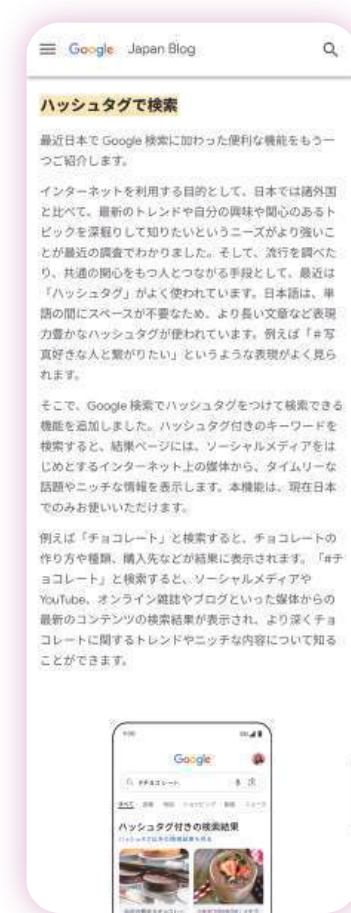 Google Japan Blog
ハッシュタグで検索
最近日本で Google 検索に加わった便利な機能をもう一
つご紹介します。
インターネットを利用する目的として、日本では諸外国
と比べて、最新のトレンドや自分の興味や関心のあるト
ピックを深掘りして知りたいというニーズがより強いこ
とが最近の調査でわかりました。そして、流行を調べた
り、共通の関心をもつ人とつながる手段として、最近は
「ハッシュタグ」がよく使われています。日本語は、単
語の間にスペースが不要なため、より長い文章など表現
力豊かなハッシュタグが使われています。例えば「＃写
真好きな人と繋がりたい」というような表現がよく見ら
れます。
そこで、Google 検索でハッシュタグをつけて検索できる
機能を追加しました。ハッシュタグ付きのキーワードを
検索すると、結果ページには、ソーシャルメディアをは
じめとするインターネット上の媒体から、タイムリーな
話題やニッチな情報を表示します。本機能は、現在日本
でのみお使いいただけます。
例えば「チョコレート」と検索すると、チョコレートの
作り方や種類、購入先などが結果に表示されます。「#チ
ョコレート」と検索すると、ソーシャルメディアや
YouTube、オンライン雑誌やブログといった媒体からの
最新のコンテンツの検索結果が表示され、より深くチョ
コレートに関するトレンドやニッチな内容について知る
ことができます。
Google
#チョコレート
すべて 画像 地図 ショッピング 動画 ニュース
ハッシュタグ付きの検索結果